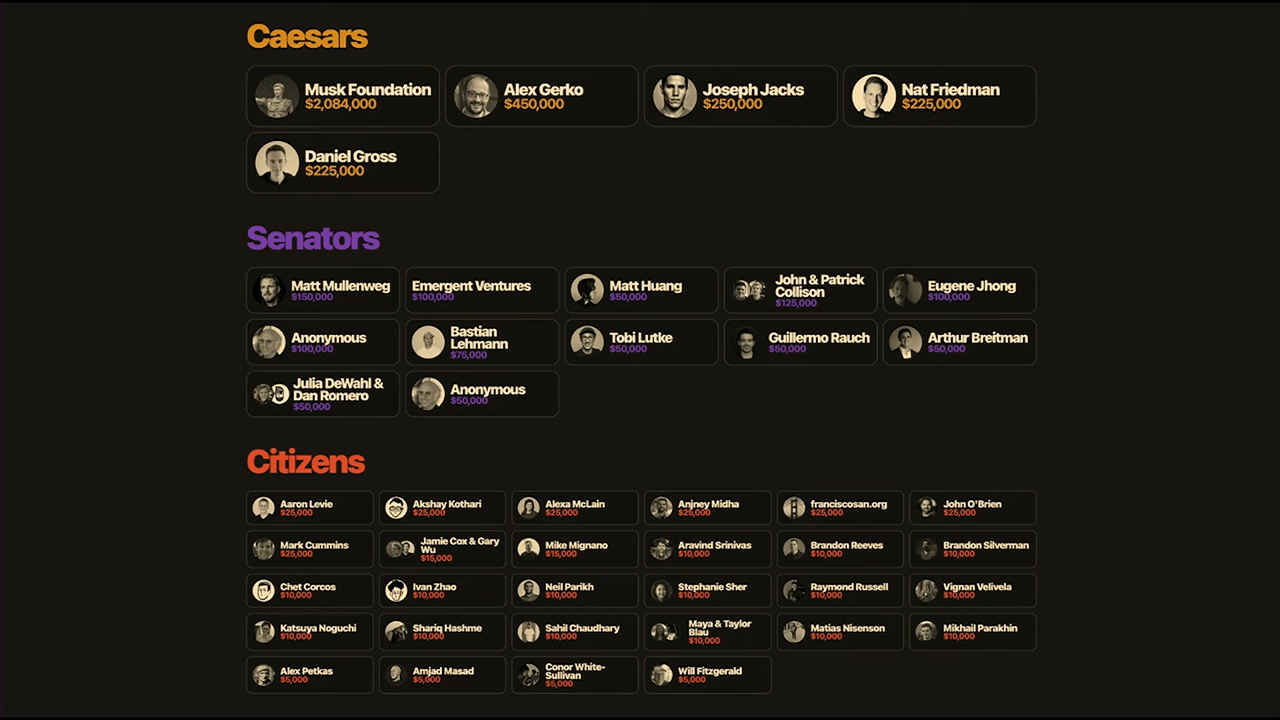 Caesars
Musk Foundation
$2,084,000
Alex Gerko
$450,000
Joseph Jacks
$250,000
Nat Friedman
$225,000
Daniel Gross
$225,000
Senators
Matt Mullenweg
$150,000
Emergent Ventures
$100,000
Matt Huang
$50,000
John & Patrick
Collison
$125,000
Eugene Jhong
$100,000
Anonymous
$100,000
Bastian
Lehmann
$75,000
Tobi Lutke
$50,000
Guillermo Rauch
$50,000
Arthur Breitman
$50,000
Julia DeWahl &
Dan Romero
$50,000
Anonymous
$50,000
Citizens
Aaron Levie
$25,000
Akshay Kothari
$25,000
Alexa McLain
$25,000
Anjney Midha
$25,000
franciscosan.org
$25,000
John O'Brien
$25,000
Mark Cummins
$25,000
Jamie Cox & Gary
Wu
$15,000
Mike Mignano
$15,000
Aravind Srinivas
$10,000
Brandon Reeves
$10,000
Brandon Silverman
$10,000
Chet Corcos
$10,000
Ivan Zhao
$10,000
Neil Parikh
$10,000
Stephanie Sher
$10,000
Raymond Russell
$10,000
Vignan Velivela
$10,000
Katsuya Noguchi
$10,000
Shariq Hashme
$10,000
Sahil Chaudhary
$10,000
Maya & Taylor
Blau
$10,000
Matias Nisenson
$10,000
Mikhail Parakhin
$10,000
Alex Petkas
$5,000
Amjad Masad
$5,000
Conor White-
Sullivan
$5,000
Will Fitzgerald
$5,000